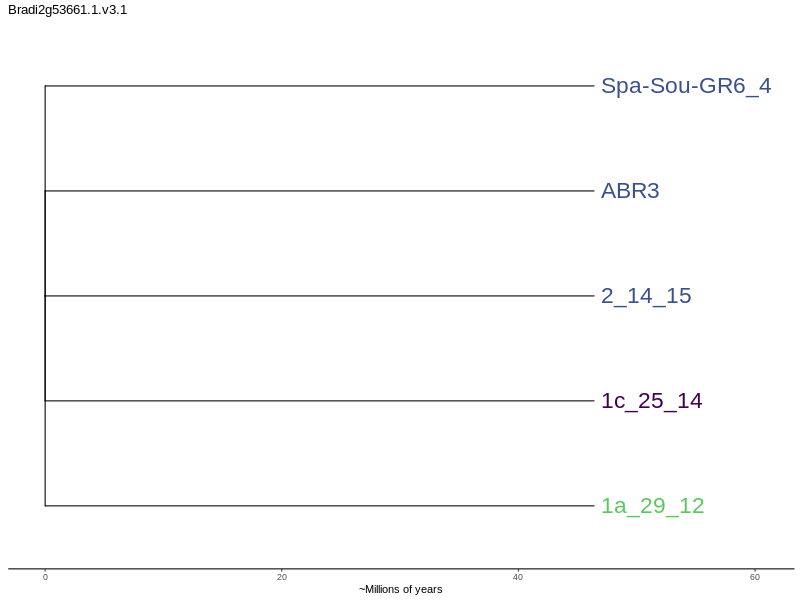 Bradi2g53661.1.v3.1
Spa-Sou-GR6_4
ABR3
2_14_15
1c_25_14
1a_29_12
0 20 40 60
~Millions of years